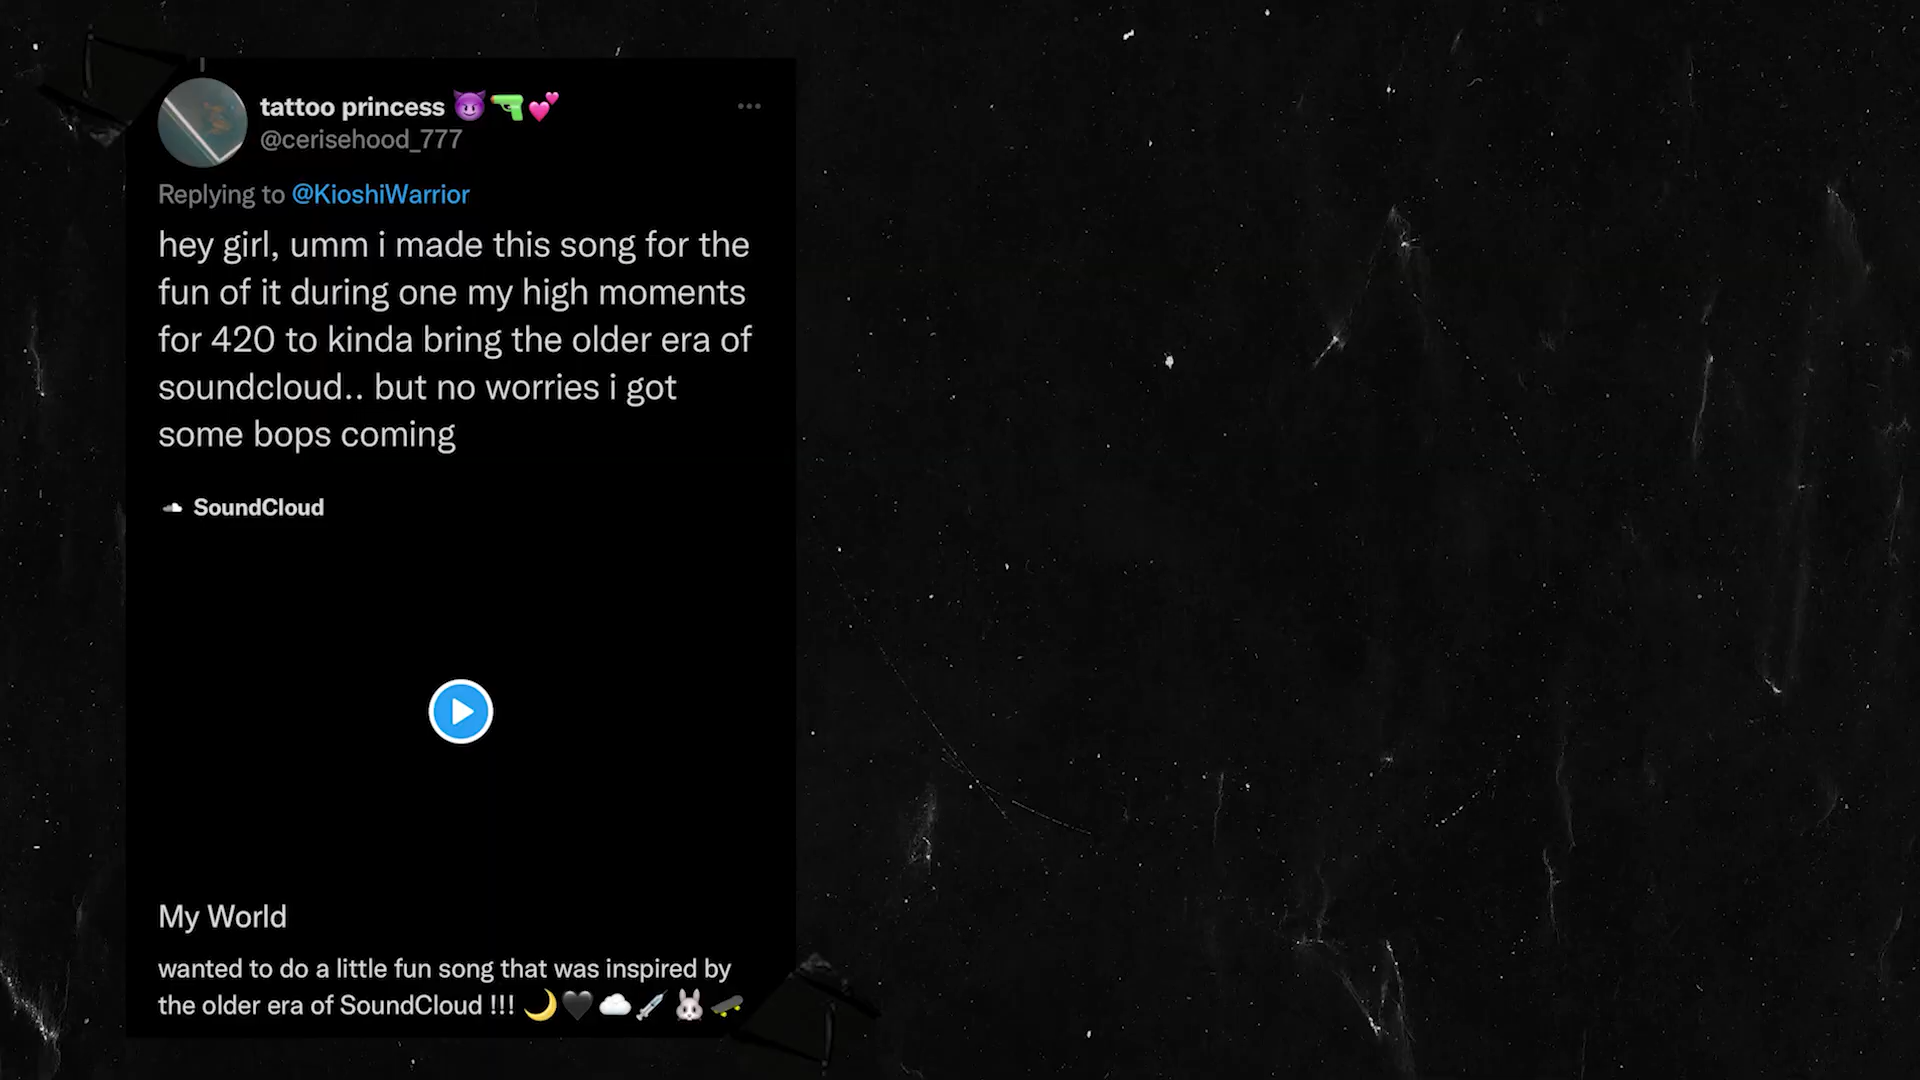 tattoo princess 😈🔫💕
@cerisehood_777
Replying to @KioshiWarrior
hey girl, umm i made this song for the
fun of it during one my high moments
for 420 to kinda bring the older era of
soundcloud.. but no worries i got
some bops coming
SoundCloud
My World
wanted to do a little fun song that was inspired by
the older era of SoundCloud !!! 🌙🖤☁️💉🐰🛹